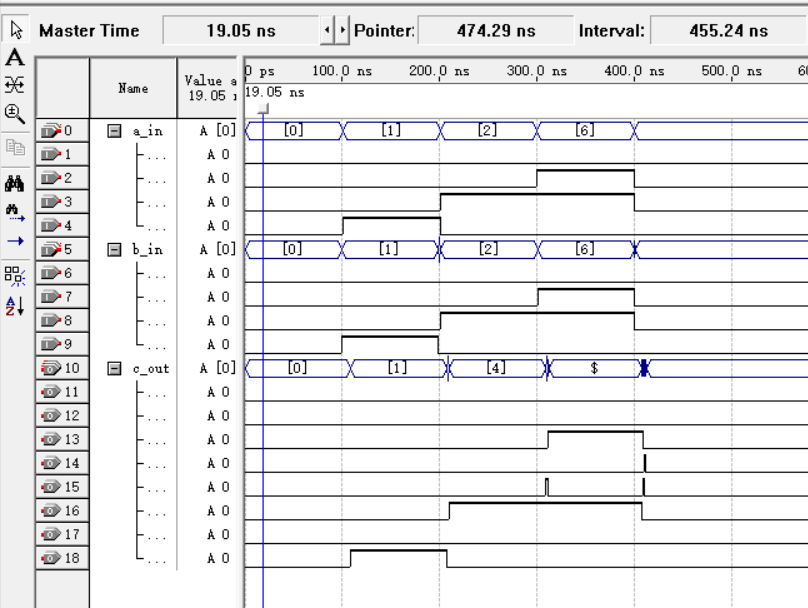 Master Time 19.05 ns Pointer: 474.29 ns Interval: 455.24 ns
Name Value a 19.05 0 ps 100.0 ns 200.0 ns 300.0 ns 400.0 ns 500.0 ns 60
19.05 ns
0 a_in A [0] [0] [1] [2] [6]
1 ... A 0
2 ... A 0
3 ... A 0
4 ... A 0
5 b_in A [0] [0] [1] [2] [6]
6 ... A 0
7 ... A 0
8 ... A 0
9 ... A 0
10 c_out A [0] [0] [1] [4] $
11 ... A 0
12 ... A 0
13 ... A 0
14 ... A 0
15 ... A 0
16 ... A 0
17 ... A 0
18 ... A 0